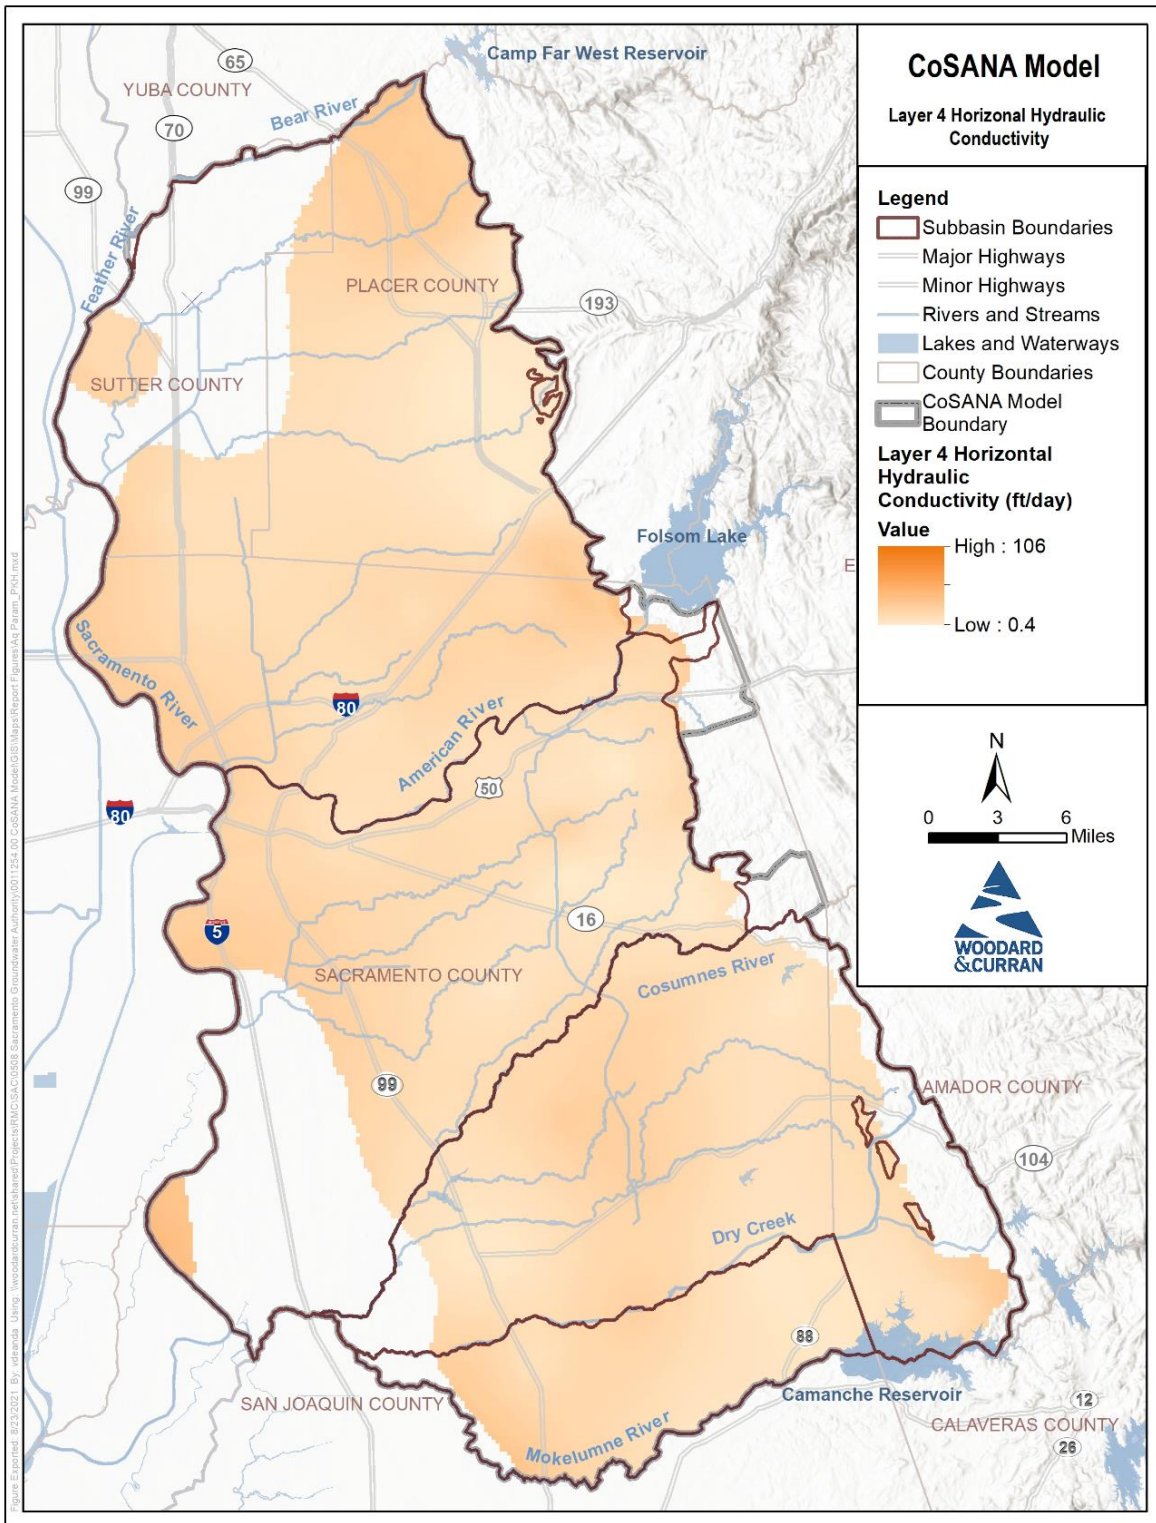 CoSANA Model
Layer 4 Horizonal Hydraulic
Conductivity
Legend
Subbasin Boundaries
Major Highways
Minor Highways
Rivers and Streams
Lakes and Waterways
County Boundaries
CoSANA Model
Boundary
Layer 4 Horizontal
Hydraulic
Conductivity (ft/day)
Value
High : 106
Low : 0.4
N
0 3 6
Miles
WOODARD
&CURRAN
Camp Far West Reservoir
65
YUBA COUNTY
Bear River
70
99
Feather River
PLACER COUNTY
193
SUTTER COUNTY
Folsom Lake
E
Sacramento River
80
American River
50
80
16
5
SACRAMENTO COUNTY
Cosumnes River
99
AMADOR COUNTY
104
Dry Creek
88
SAN JOAQUIN COUNTY
Camanche Reservoir
12
CALAVERAS COUNTY
26
Mokelumne River